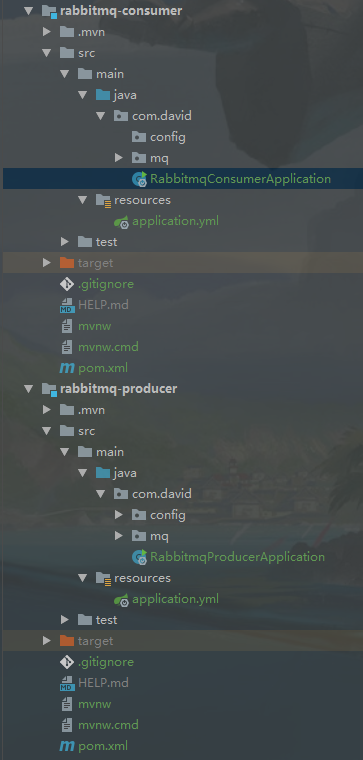 rabbitmq-consumer
.mvn
src
main
java
com.david
config
mq
RabbitmqConsumerApplication
resources
application.yml
test
target
.gitignore
HELP.md
mvnw
mvnw.cmd
pom.xml
rabbitmq-producer
.mvn
src
main
java
com.david
config
mq
RabbitmqProducerApplication
resources
application.yml
test
target
.gitignore
HELP.md
mvnw
mvnw.cmd
pom.xml